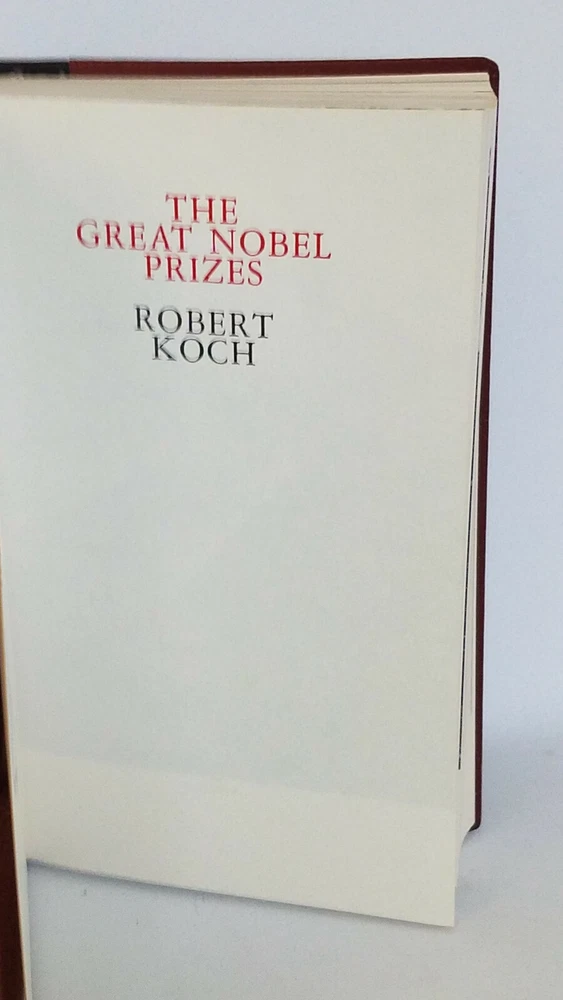 THE
GREAT NOBEL
PRIZES
ROBERT
KOCH